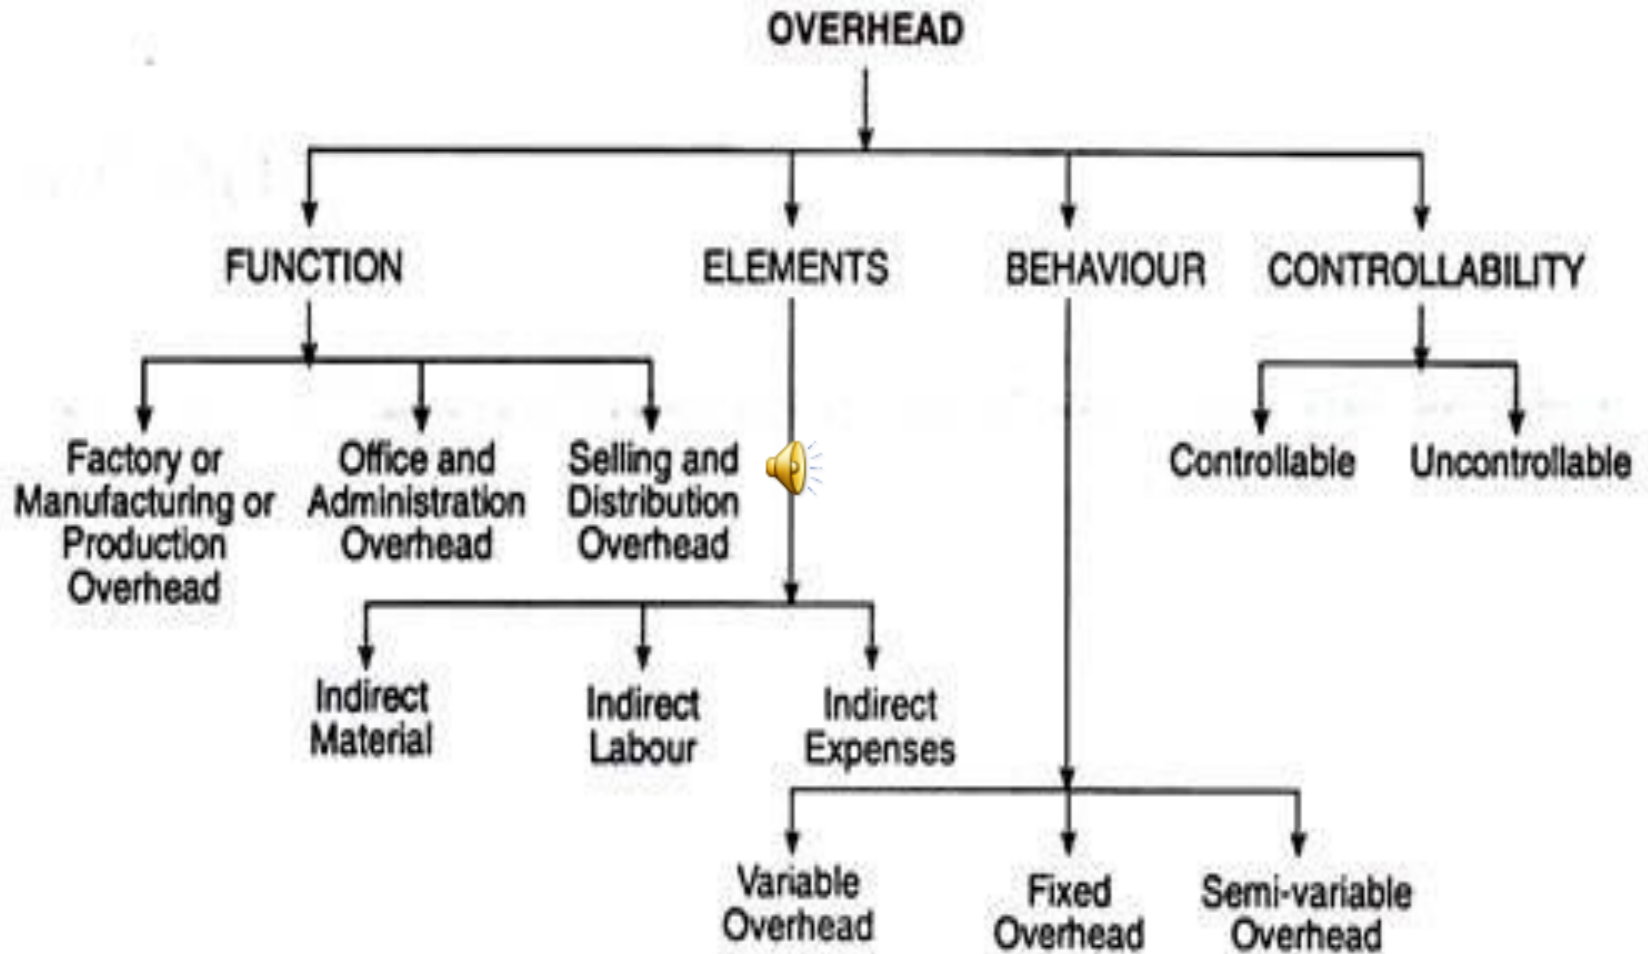 OVERHEAD
FUNCTION
ELEMENTS
BEHAVIOUR
CONTROLLABILITY
Factory or
Manufacturing or
Production
Overhead
Office and
Administration
Overhead
Selling and
Distribution
Overhead
Controllable
Uncontrollable
Indirect
Material
Indirect
Labour
Indirect
Expenses
Variable
Overhead
Fixed
Overhead
Semi-variable
Overhead